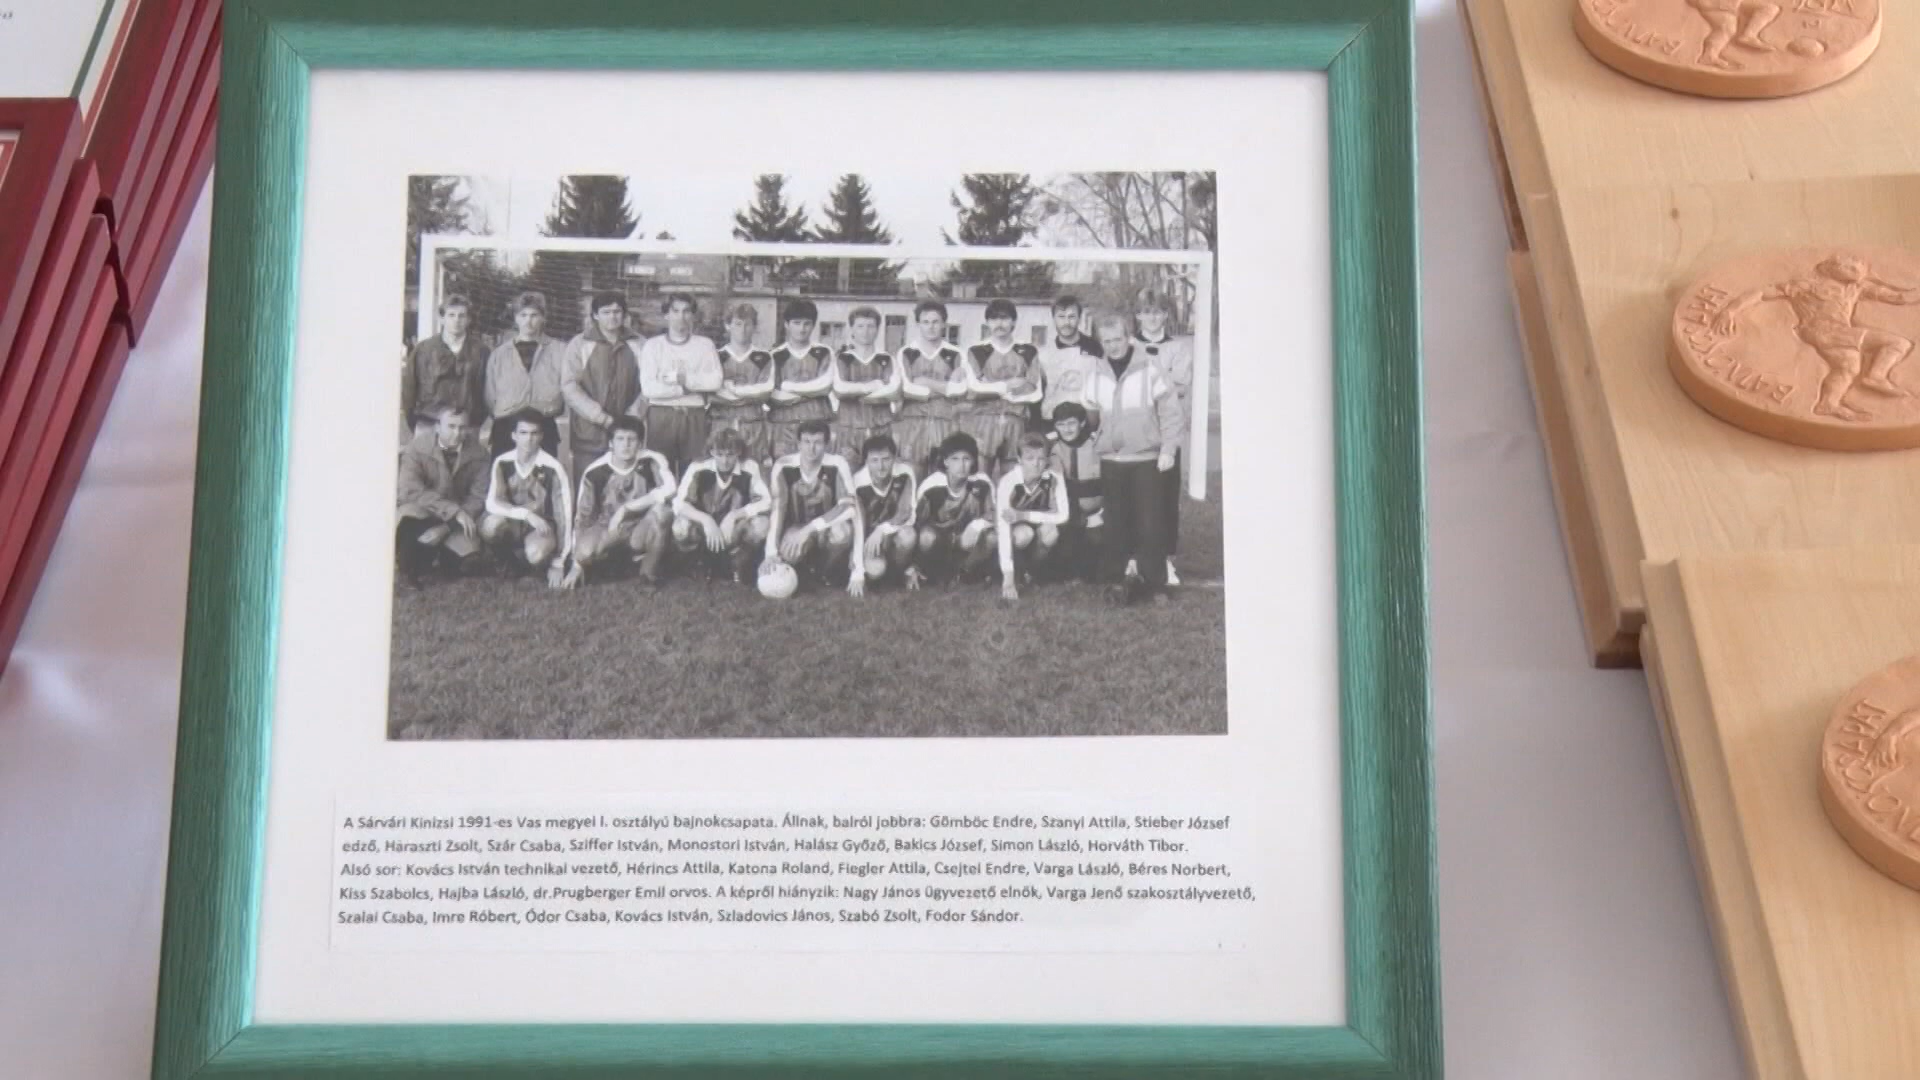 A Sárvári Kinizsi 1991-es Vas megyei I. osztályú bajnokcsapata. Állnak, balról jobbra: Gömböc Endre, Szanyi Attila, Stieber József
edző, Haraszti Zsolt, Szár Csaba, Sziffer István, Monostori István, Halász Győző, Bakics József, Simon László, Horváth Tibor.
Alsó sor: Kovács István technikai vezető, Hérincs Attila, Katona Roland, Fiegler Attila, Csejtei Endre, Varga László, Béres Norbert,
Kiss Szabolcs, Hajba László, dr.Prugberger Emil orvos. A képről hiányzik: Nagy János ügyvezető elnök, Varga Jenő szakosztályvezető,
Szalai Csaba, Imre Róbert, Ódor Csaba, Kovács István, Szladovics János, Szabó Zsolt, Fodor Sándor.